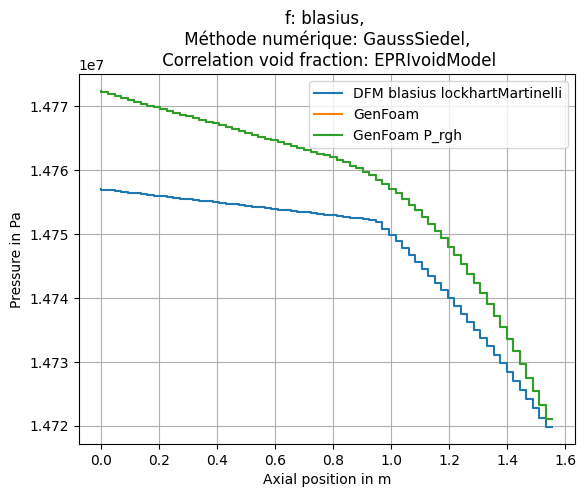 f: blasius,
Méthode numérique: GaussSiedel,
Correlation void fraction: EPRIvoidModel
1e7
DFM blasius lockhartMartinelli
GenFoam
GenFoam P_rgh
1.477
1.476
1.475
1.474
1.473
1.472
Pressure in Pa
0.0 0.2 0.4 0.6 0.8 1.0 1.2 1.4 1.6
Axial position in m